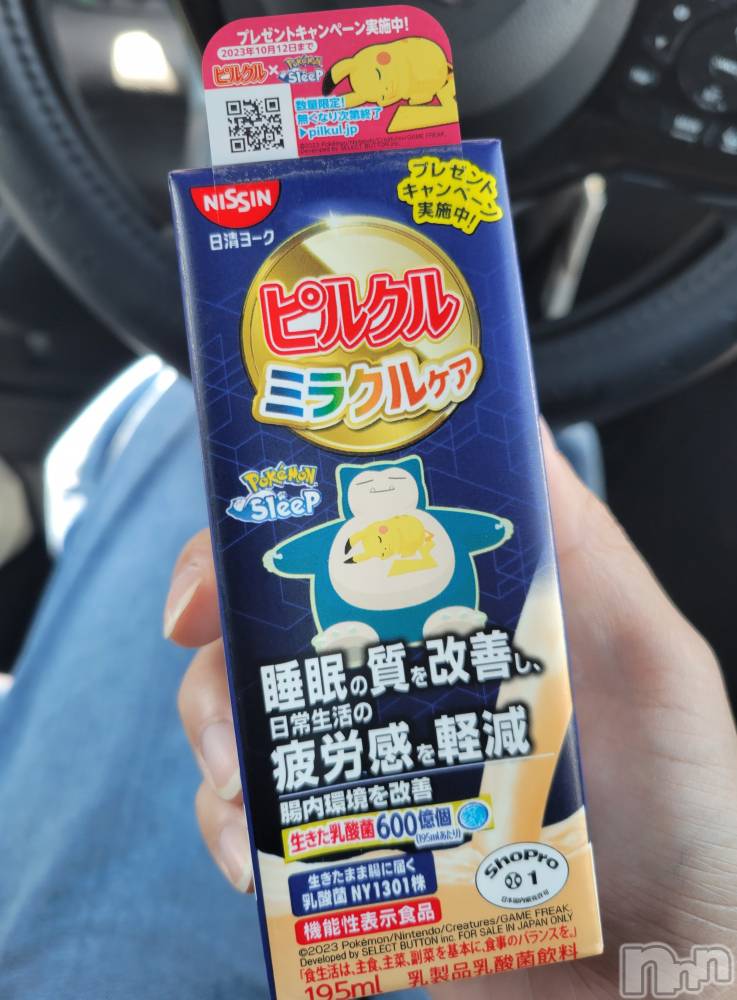 プレゼントキャンペーン実施中!
2023年10月12日まで
ピルクル×Pokémon Sleep
数量限定!
無くなり次第終了
▶pilkul.jp
©2023 Pokémon/Nintendo/Creatures/GAME FREAK.
Developed by SELECT BUTTON inc.
NISSIN
日清ヨーク
プレゼント
キャンペーン
実施中!
ピルクル
ミラクルケア
Pokémon
Sleep
睡眠の質を改善し、
日常生活の
疲労感を軽減
腸内環境を改善
生きた乳酸菌600億個
(195mlあたり)
生きたまま腸に届く
乳酸菌 NY1301株
機能性表示食品
ShoPro
1
日本国内販売許可
©2023 Pokémon/Nintendo/Creatures/GAME FREAK.
Developed by SELECT BUTTON inc. FOR SALE IN JAPAN ONLY
「食生活は、主食、主菜、副菜を基本に、食事のバランスを。」
195ml 乳製品乳酸菌飲料